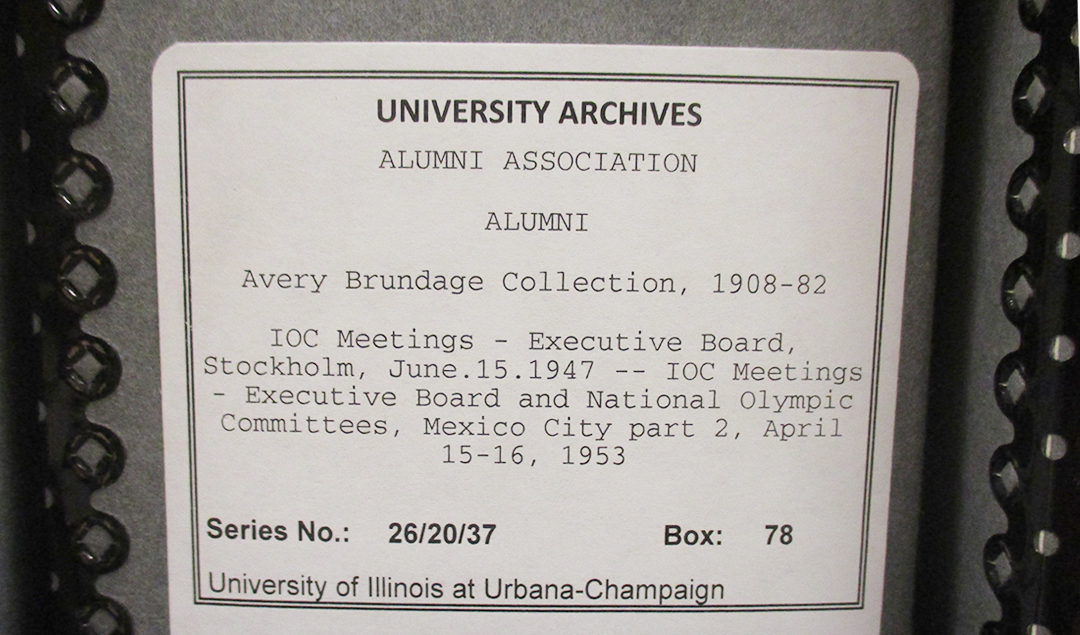 UNIVERSITY ARCHIVES
ALUMNI ASSOCIATION
ALUMNI
Avery Brundage Collection, 1908-82
IOC Meetings - Executive Board,
Stockholm, June.15.1947 -- IOC Meetings
- Executive Board and National Olympic
Committees, Mexico City part 2, April
15-16, 1953
Series No.: 26/20/37 Box: 78
University of Illinois at Urbana-Champaign